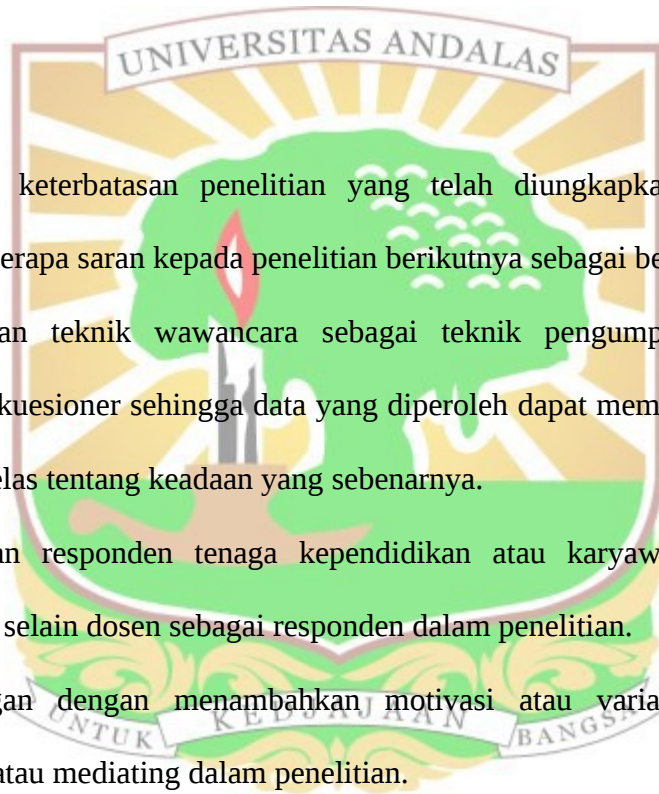 UNIVERSITAS ANDALAS
keterbatasan penelitian yang telah diungkapka
erapa saran kepada penelitian berikutnya sebagai be
an teknik wawancara sebagai teknik pengump
kuesioner sehingga data yang diperoleh dapat mem
elas tentang keadaan yang sebenarnya.
an responden tenaga kependidikan atau karyaw
selain dosen sebagai responden dalam penelitian.
gan dengan menambahkan motivasi atau varia
UNTUK KEDJAJAAN BANGSA
atau mediating dalam penelitian.